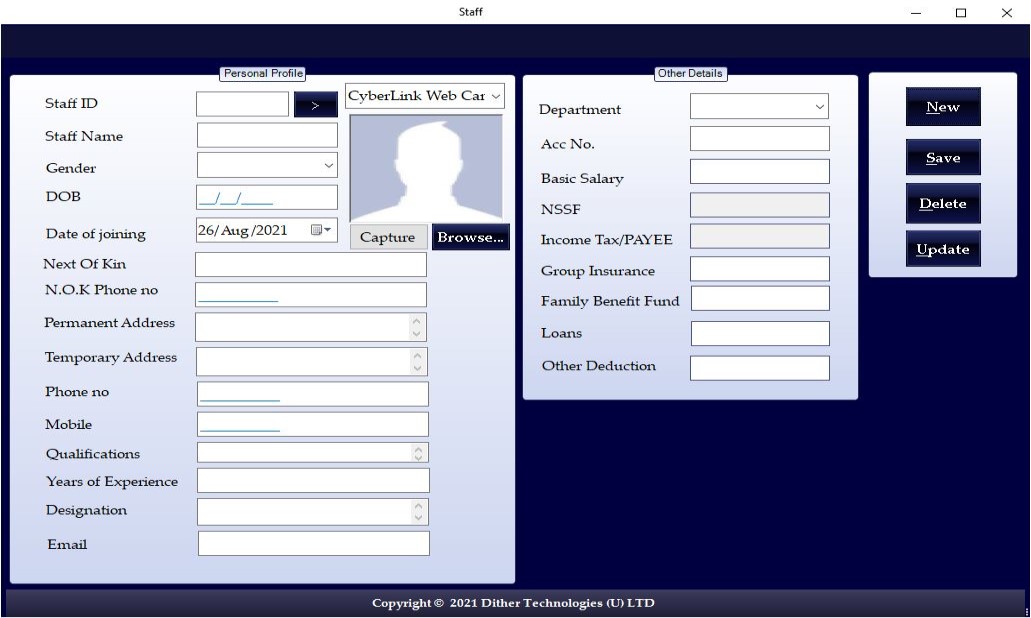 Staff
Personal Profile
Staff ID
>
CyberLink Web Car
Staff Name
Gender
DOB
__/__/____
Date of joining
26/Aug/2021
Capture
Browse...
Next Of Kin
N.O.K Phone no
Permanent Address
Temporary Address
Phone no
Mobile
Qualifications
Years of Experience
Designation
Email
Other Details
Department
Acc No.
Basic Salary
NSSF
Income Tax/PAYEE
Group Insurance
Family Benefit Fund
Loans
Other Deduction
New
Save
Delete
Update
Copyright © 2021 Dither Technologies (U) LTD